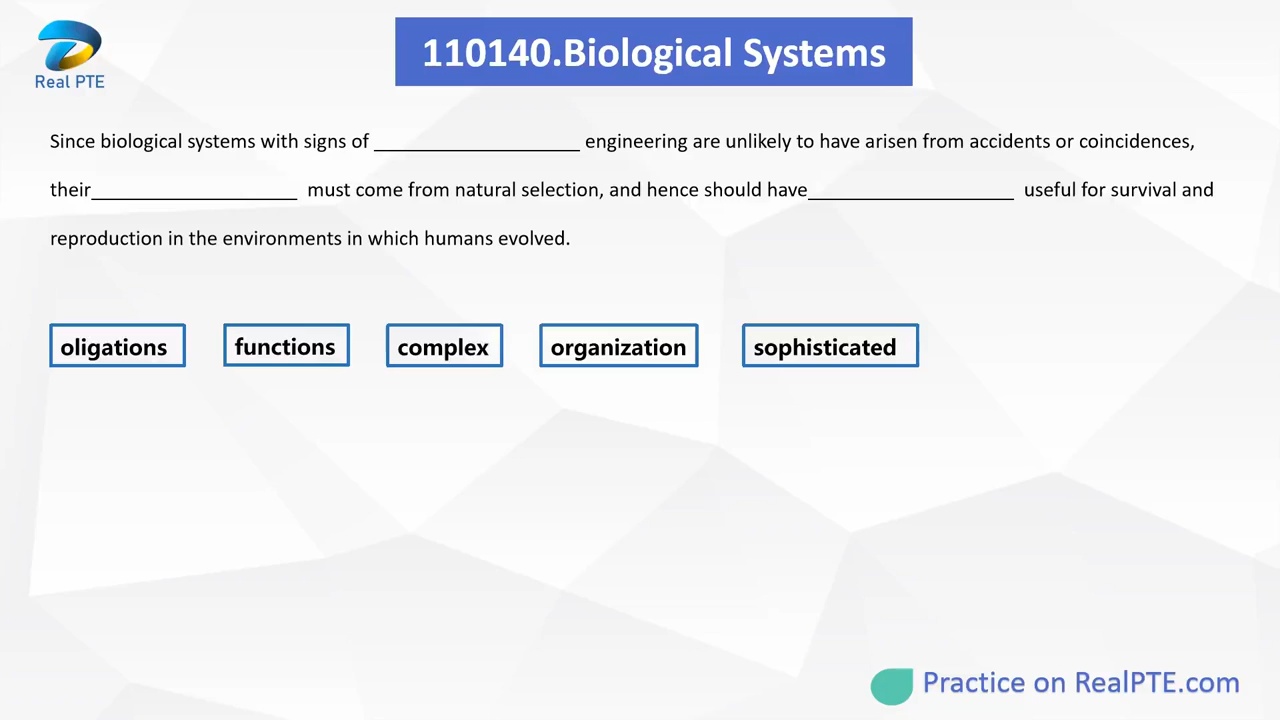 Real PTE
110140.Biological Systems
Since biological systems with signs of ____________________ engineering are unlikely to have arisen from accidents or coincidences,
their____________________ must come from natural selection, and hence should have____________________ useful for survival and
reproduction in the environments in which humans evolved.
oligations functions complex organization sophisticated
Practice on RealPTE.com